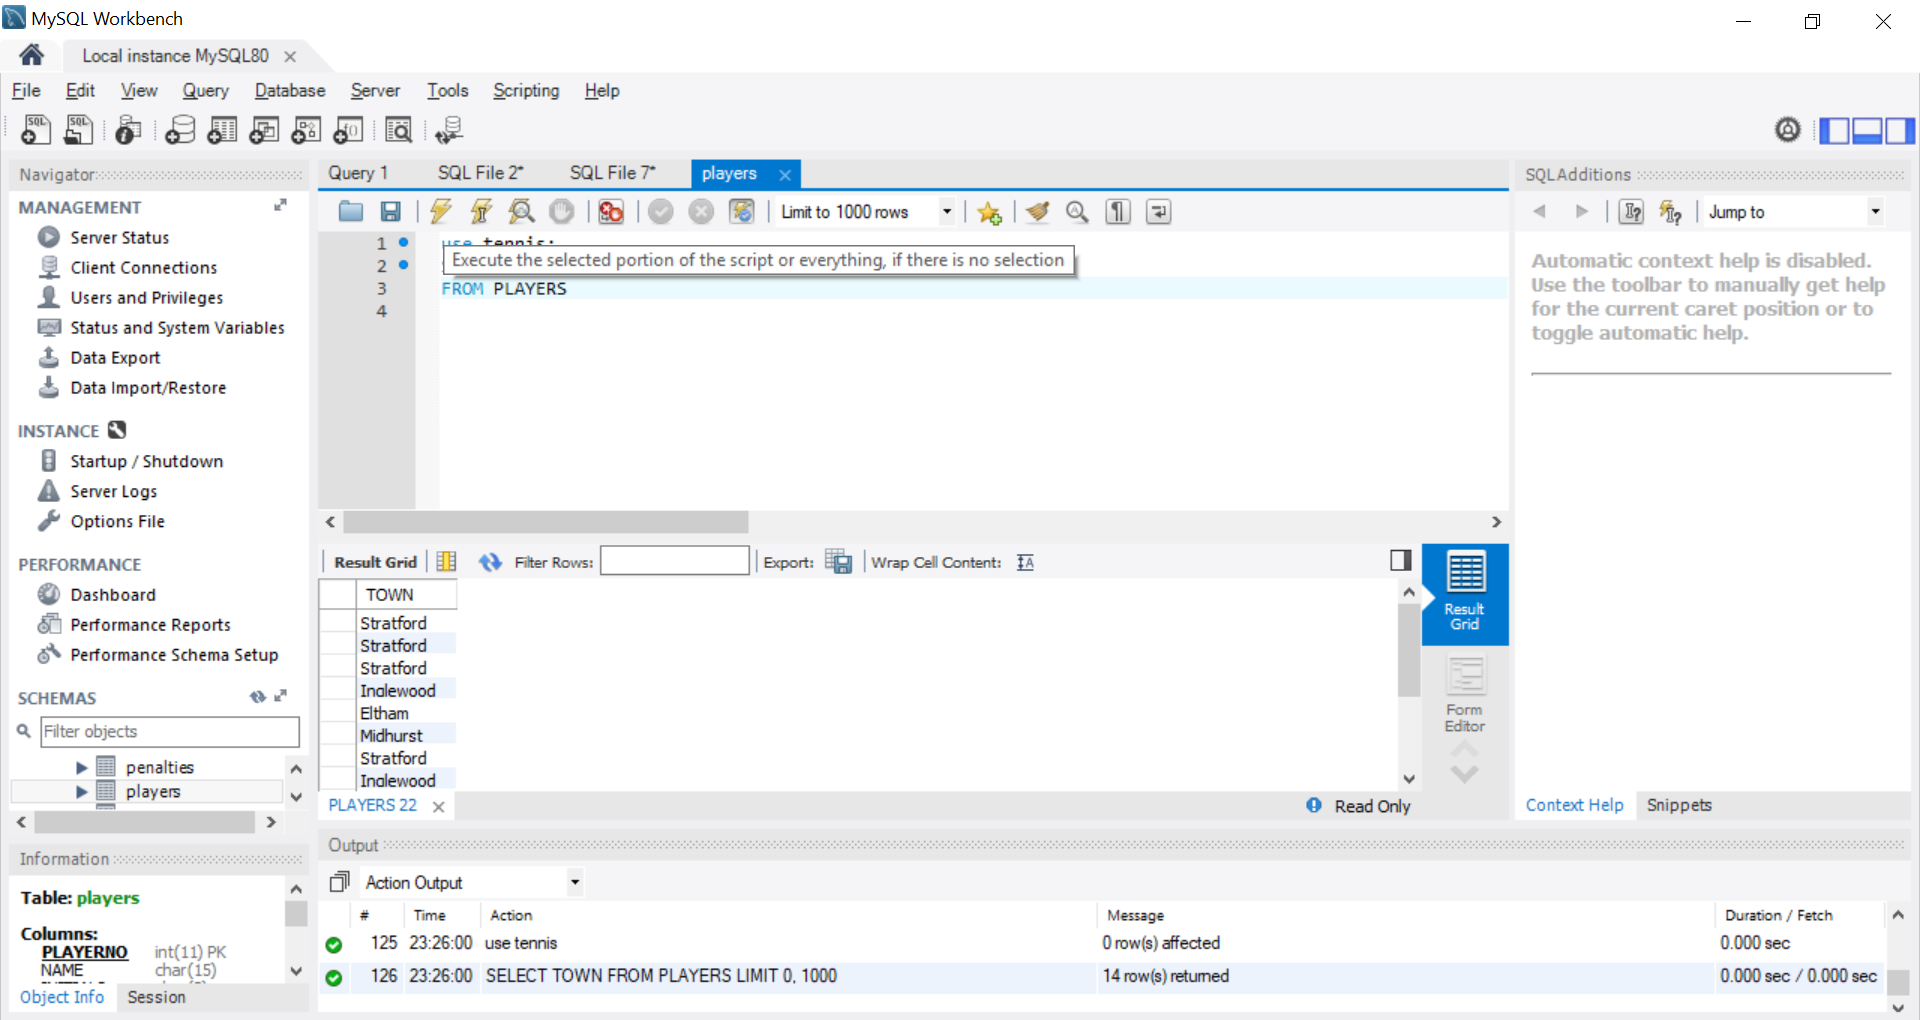 MySQL Workbench
Local instance MySQL80
File Edit View Query Database Server Tools Scripting Help
Navigator
MANAGEMENT
Server Status
Client Connections
Users and Privileges
Status and System Variables
Data Export
Data Import/Restore
INSTANCE
Startup / Shutdown
Server Logs
Options File
PERFORMANCE
Dashboard
Performance Reports
Performance Schema Setup
SCHEMAS
Filter objects
penalties
players
Information
Table: players
Columns:
PLAYERNO int(11) PK
NAME char(15)
Object Info Session
Query 1 SQL File 2* SQL File 7* players
Limit to 1000 rows
1 use tennis;
2
Execute the selected portion of the script or everything, if there is no selection
3 FROM PLAYERS
4
Result Grid Filter Rows: Export: Wrap Cell Content:
TOWN
Stratford
Stratford
Stratford
Inglewood
Eltham
Midhurst
Stratford
Inglewood
Result Grid
Form Editor
PLAYERS 22 Read Only
SQLAdditions
Jump to
Automatic context help is disabled.
Use the toolbar to manually get help
for the current caret position or to
toggle automatic help.
Context Help Snippets
Output
Action Output
# Time Action Message Duration / Fetch
125 23:26:00 use tennis 0 row(s) affected 0.000 sec
126 23:26:00 SELECT TOWN FROM PLAYERS LIMIT 0, 1000 14 row(s) returned 0.000 sec / 0.000 sec